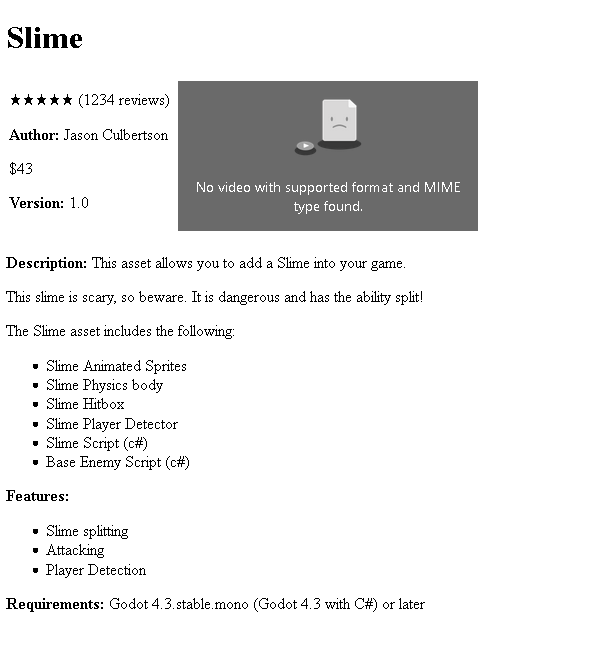 Slime
★★★★★ (1234 reviews)
Author: Jason Culbertson
$43
Version: 1.0
No video with supported format and MIME
type found.
Description: This asset allows you to add a Slime into your game.
This slime is scary, so beware. It is dangerous and has the ability split!
The Slime asset includes the following:
• Slime Animated Sprites
• Slime Physics body
• Slime Hitbox
• Slime Player Detector
• Slime Script (c#)
• Base Enemy Script (c#)
Features:
• Slime splitting
• Attacking
• Player Detection
Requirements: Godot 4.3.stable.mono (Godot 4.3 with C#) or later